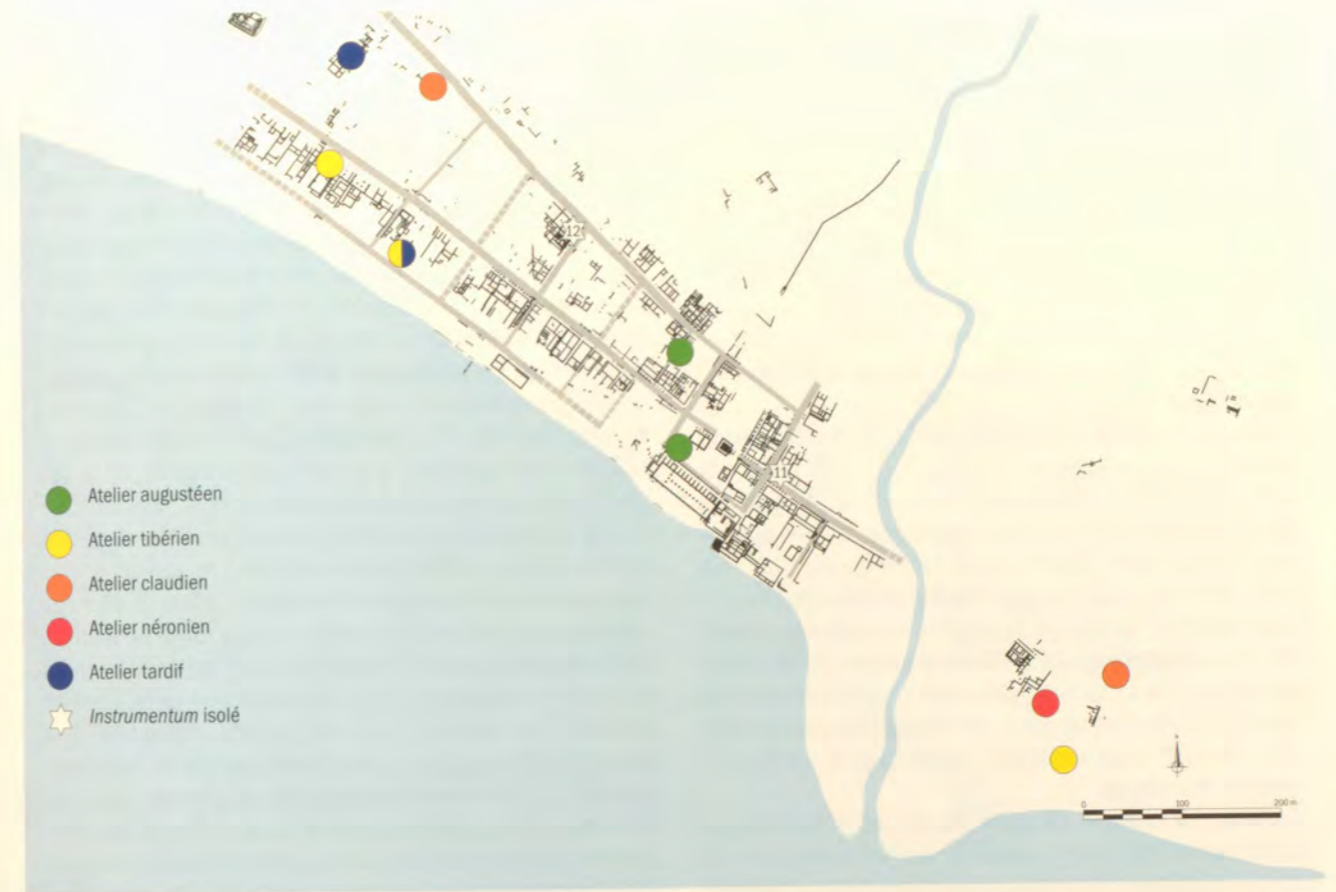 12
11
Atelier augustéen
Atelier tibérien
Atelier claudien
Atelier néronien
Atelier tardif
Instrumentum isolé
0 100 200 m